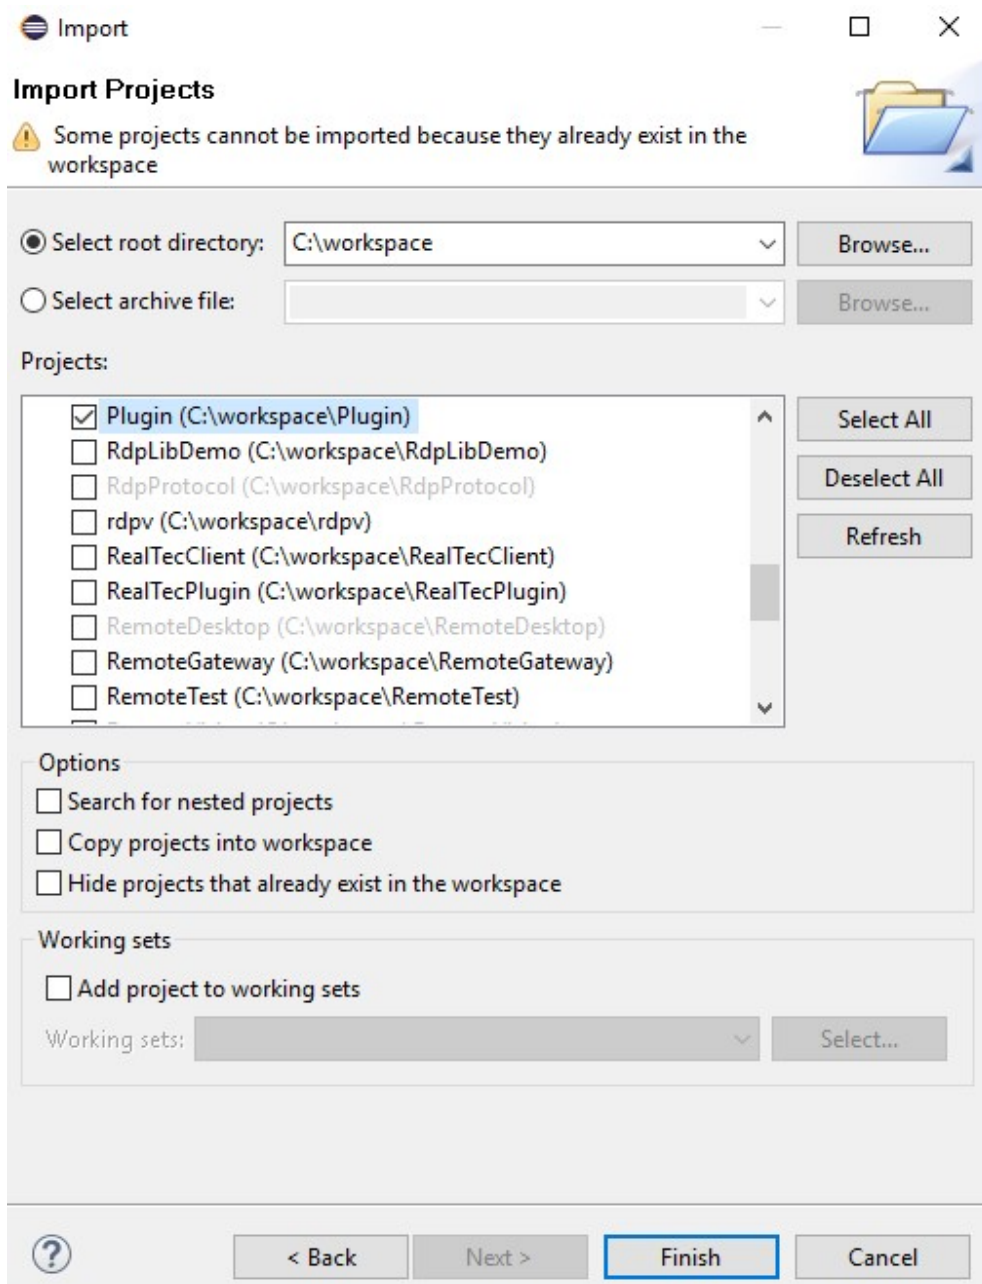 Import
Import Projects
Some projects cannot be imported because they already exist in the
workspace
Select root directory: C:\workspace Browse...
Select archive file: Browse...
Projects:
Plugin (C:\workspace\Plugin) Select All
RdpLibDemo (C:\workspace\RdpLibDemo)
RdpProtocol (C:\workspace\RdpProtocol) Deselect All
rdpv (C:\workspace\rdpv)
RealTecClient (C:\workspace\RealTecClient) Refresh
RealTecPlugin (C:\workspace\RealTecPlugin)
RemoteDesktop (C:\workspace\RemoteDesktop)
RemoteGateway (C:\workspace\RemoteGateway)
RemoteTest (C:\workspace\RemoteTest)
Options
Search for nested projects
Copy projects into workspace
Hide projects that already exist in the workspace
Working sets
Add project to working sets
Working sets: Select...
? < Back Next > Finish Cancel